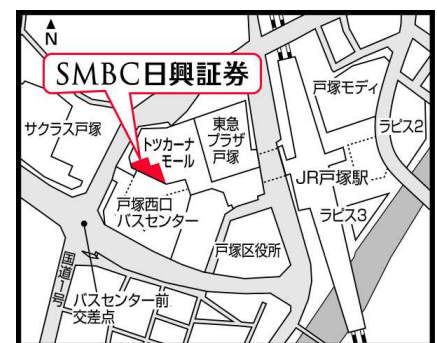 N
SMBC日興証券
戸塚モディ
サクラス戸塚
トツカーナ
モール
東急
プラザ
戸塚
ラピス2
JR戸塚駅
戸塚西口
バスセンター
ラピス3
戸塚区役所
国道1号
バスセンター前
交差点